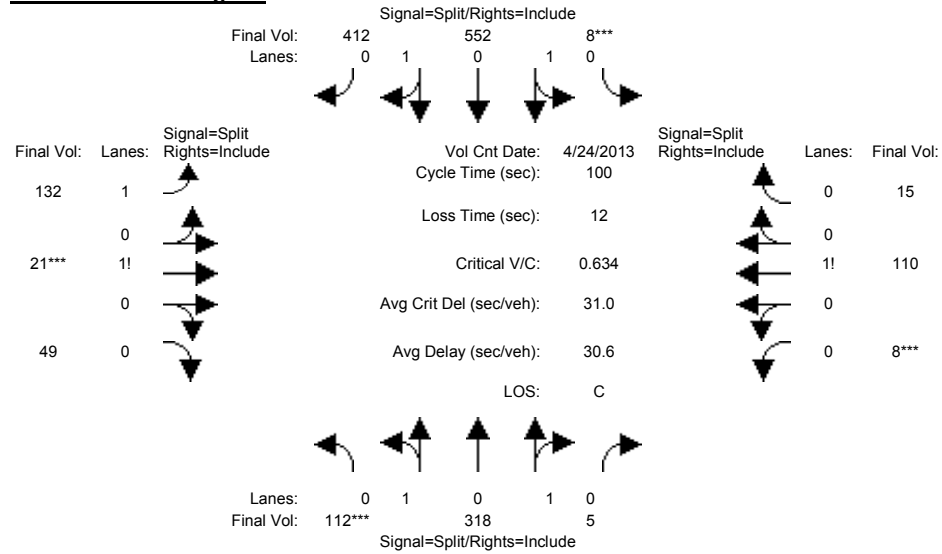 Signal=Split/Rights=Include
Final Vol: 412 552 8***
Lanes: 0 1 0 1 0
Signal=Split Signal=Split
Final Vol: Lanes: Rights=Include Vol Cnt Date: 4/24/2013 Rights=Include Lanes: Final Vol:
Cycle Time (sec): 100
132 1 0 15
Loss Time (sec): 12
0 0
21*** 1! Critical V/C: 0.634 1! 110
0 Avg Crit Del (sec/veh): 31.0 0
49 0 Avg Delay (sec/veh): 30.6 0 8***
LOS: C
Lanes: 0 1 0 1 0
Final Vol: 112*** 318 5
Signal=Split/Rights=Include